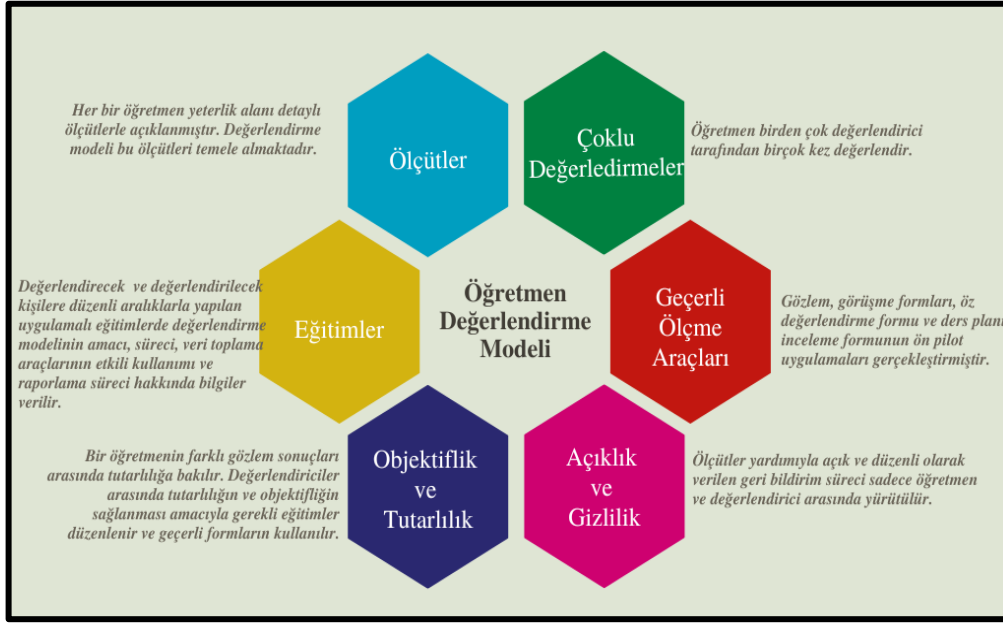 Her bir öğretmen yeterlik alanı detaylı
ölçütlerle açıklanmıştır. Değerlendirme
modeli bu ölçütleri temele almaktadır.
Ölçütler
Çoklu
Değerledirmeler
Öğretmen birden çok değerlendirici
tarafından birçok kez değerlendir.
Değerlendirecek ve değerlendirilecek
kişilere düzenli aralıklarla yapılan
uygulamalı eğitimlerde değerlendirme
modelinin amacı, süreci, veri toplama
araçlarının etkili kullanımı ve
raporlama süreci hakkında bilgiler
verilir.
Eğitimler
Öğretmen
Değerlendirme
Modeli
Geçerli
Ölçme
Araçları
Gözlem, görüşme formları, öz
değerlendirme formu ve ders planı
inceleme formunun ön pilot
uygulamaları gerçekleştirmiştir.
Bir öğretmenin farklı gözlem sonuçları
arasında tutarlılığa bakılır. Değerlendiriciler
arasında tutarlılığın ve objefliğin
sağlanması amacıyla gerekli eğitimler
düzenlenir ve geçerli formların kullanılır.
Objektiflik
ve
Tutarlılık
Açıklık
ve
Gizlilik
Ölçütler yardımıyla açık ve düzenli olarak
verilen geri bildirim süreci sadece öğretmen
ve değerlendirici arasında yürütülür.